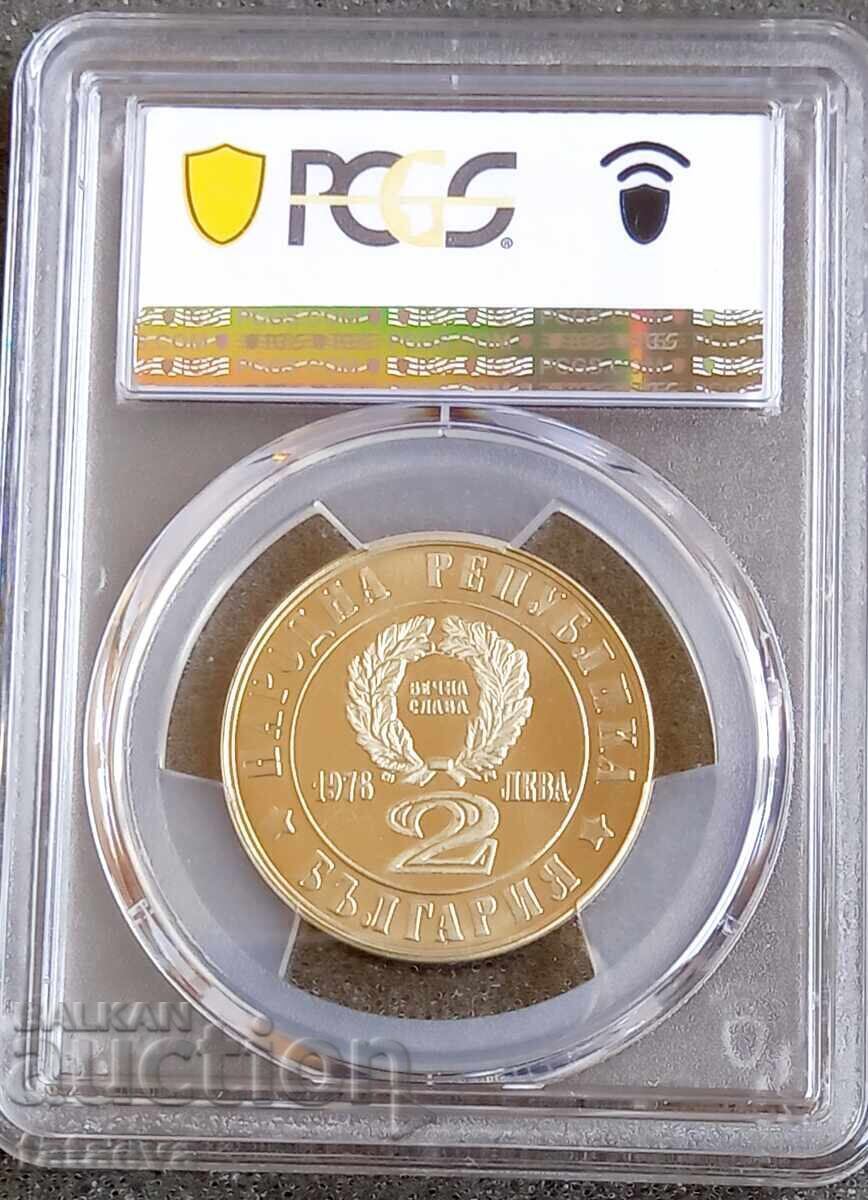 PCGS®
НАРОДНА РЕПУБЛИКА
ВЕЧНА
СЛАВА
1978 ЛЕВА
2
БЪЛГАРИЯ
BALKAN
auction